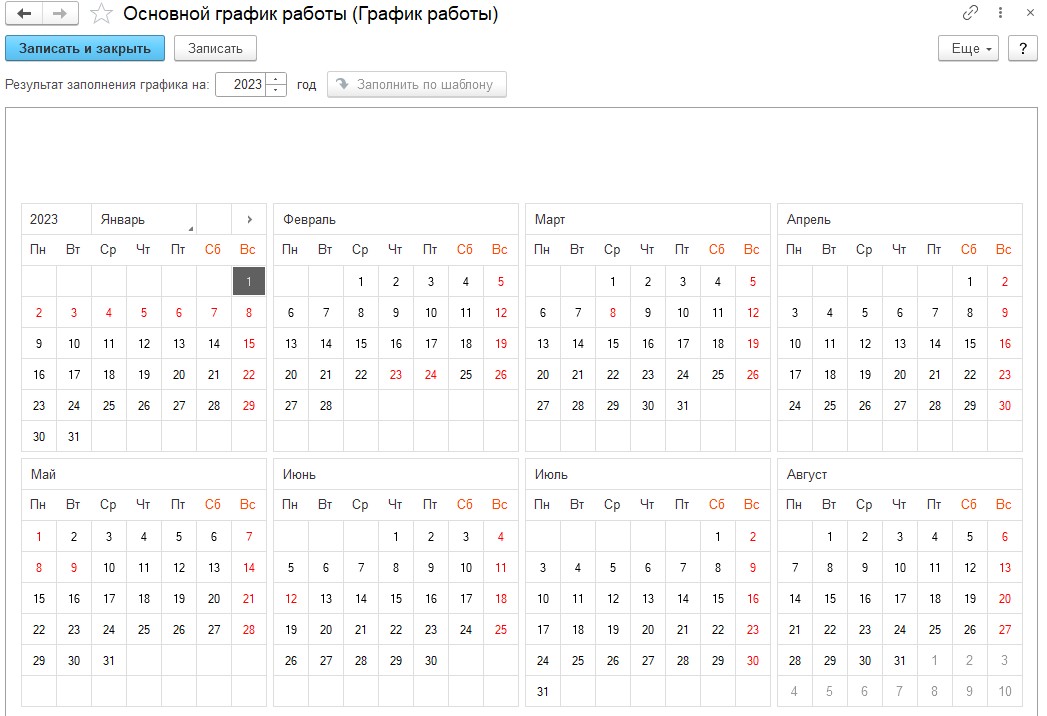 Основной график работы (График работы)
Записать и закрыть Записать Еще ?
Результат заполнения графика на: 2023 год Заполнить по шаблону
2023 Январь Февраль Март Апрель
Пн Вт Ср Чт Пт Сб Вс Пн Вт Ср Чт Пт Сб Вс Пн Вт Ср Чт Пт Сб Вс Пн Вт Ср Чт Пт Сб Вс
1 1 2 3 4 5 1 2 3 4 5 1 2
2 3 4 5 6 7 8 6 7 8 9 10 11 12 6 7 8 9 10 11 12 3 4 5 6 7 8 9
9 10 11 12 13 14 15 13 14 15 16 17 18 19 13 14 15 16 17 18 19 10 11 12 13 14 15 16
16 17 18 19 20 21 22 20 21 22 23 24 25 26 20 21 22 23 24 25 26 17 18 19 20 21 22 23
23 24 25 26 27 28 29 27 28 27 28 29 30 31 24 25 26 27 28 29 30
30 31
Май Июнь Июль Август
Пн Вт Ср Чт Пт Сб Вс Пн Вт Ср Чт Пт Сб Вс Пн Вт Ср Чт Пт Сб Вс Пн Вт Ср Чт Пт Сб Вс
1 2 3 4 5 6 7 1 2 3 4 1 2 1 2 3 4 5 6
8 9 10 11 12 13 14 5 6 7 8 9 10 11 3 4 5 6 7 8 9 7 8 9 10 11 12 13
15 16 17 18 19 20 21 12 13 14 15 16 17 18 10 11 12 13 14 15 16 14 15 16 17 18 19 20
22 23 24 25 26 27 28 19 20 21 22 23 24 25 17 18 19 20 21 22 23 21 22 23 24 25 26 27
29 30 31 26 27 28 29 30 24 25 26 27 28 29 30 28 29 30 31 1 2 3
31 4 5 6 7 8 9 10